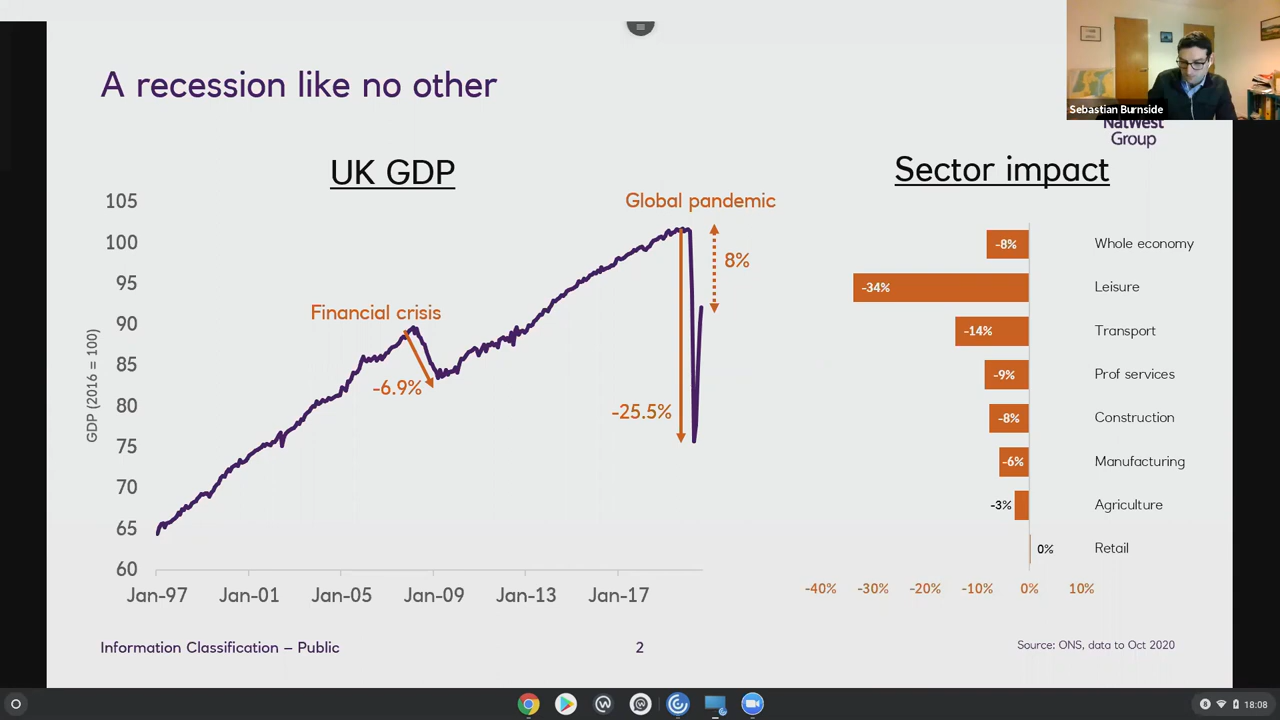 A recession like no other
Sebastian Burnside
NatWest
Group
UK GDP
Sector impact
GDP (2016 = 100)
105
100
95
90
85
80
75
70
65
60
Jan-97
Jan-01
Jan-05
Jan-09
Jan-13
Jan-17
Financial crisis
-6.9%
Global pandemic
8%
-25.5%
-8% Whole economy
-34% Leisure
-14% Transport
-9% Prof services
-8% Construction
-6% Manufacturing
-3% Agriculture
0% Retail
-40% -30% -20% -10% 0% 10%
Information Classification – Public
2
Source: ONS, data to Oct 2020
18:08